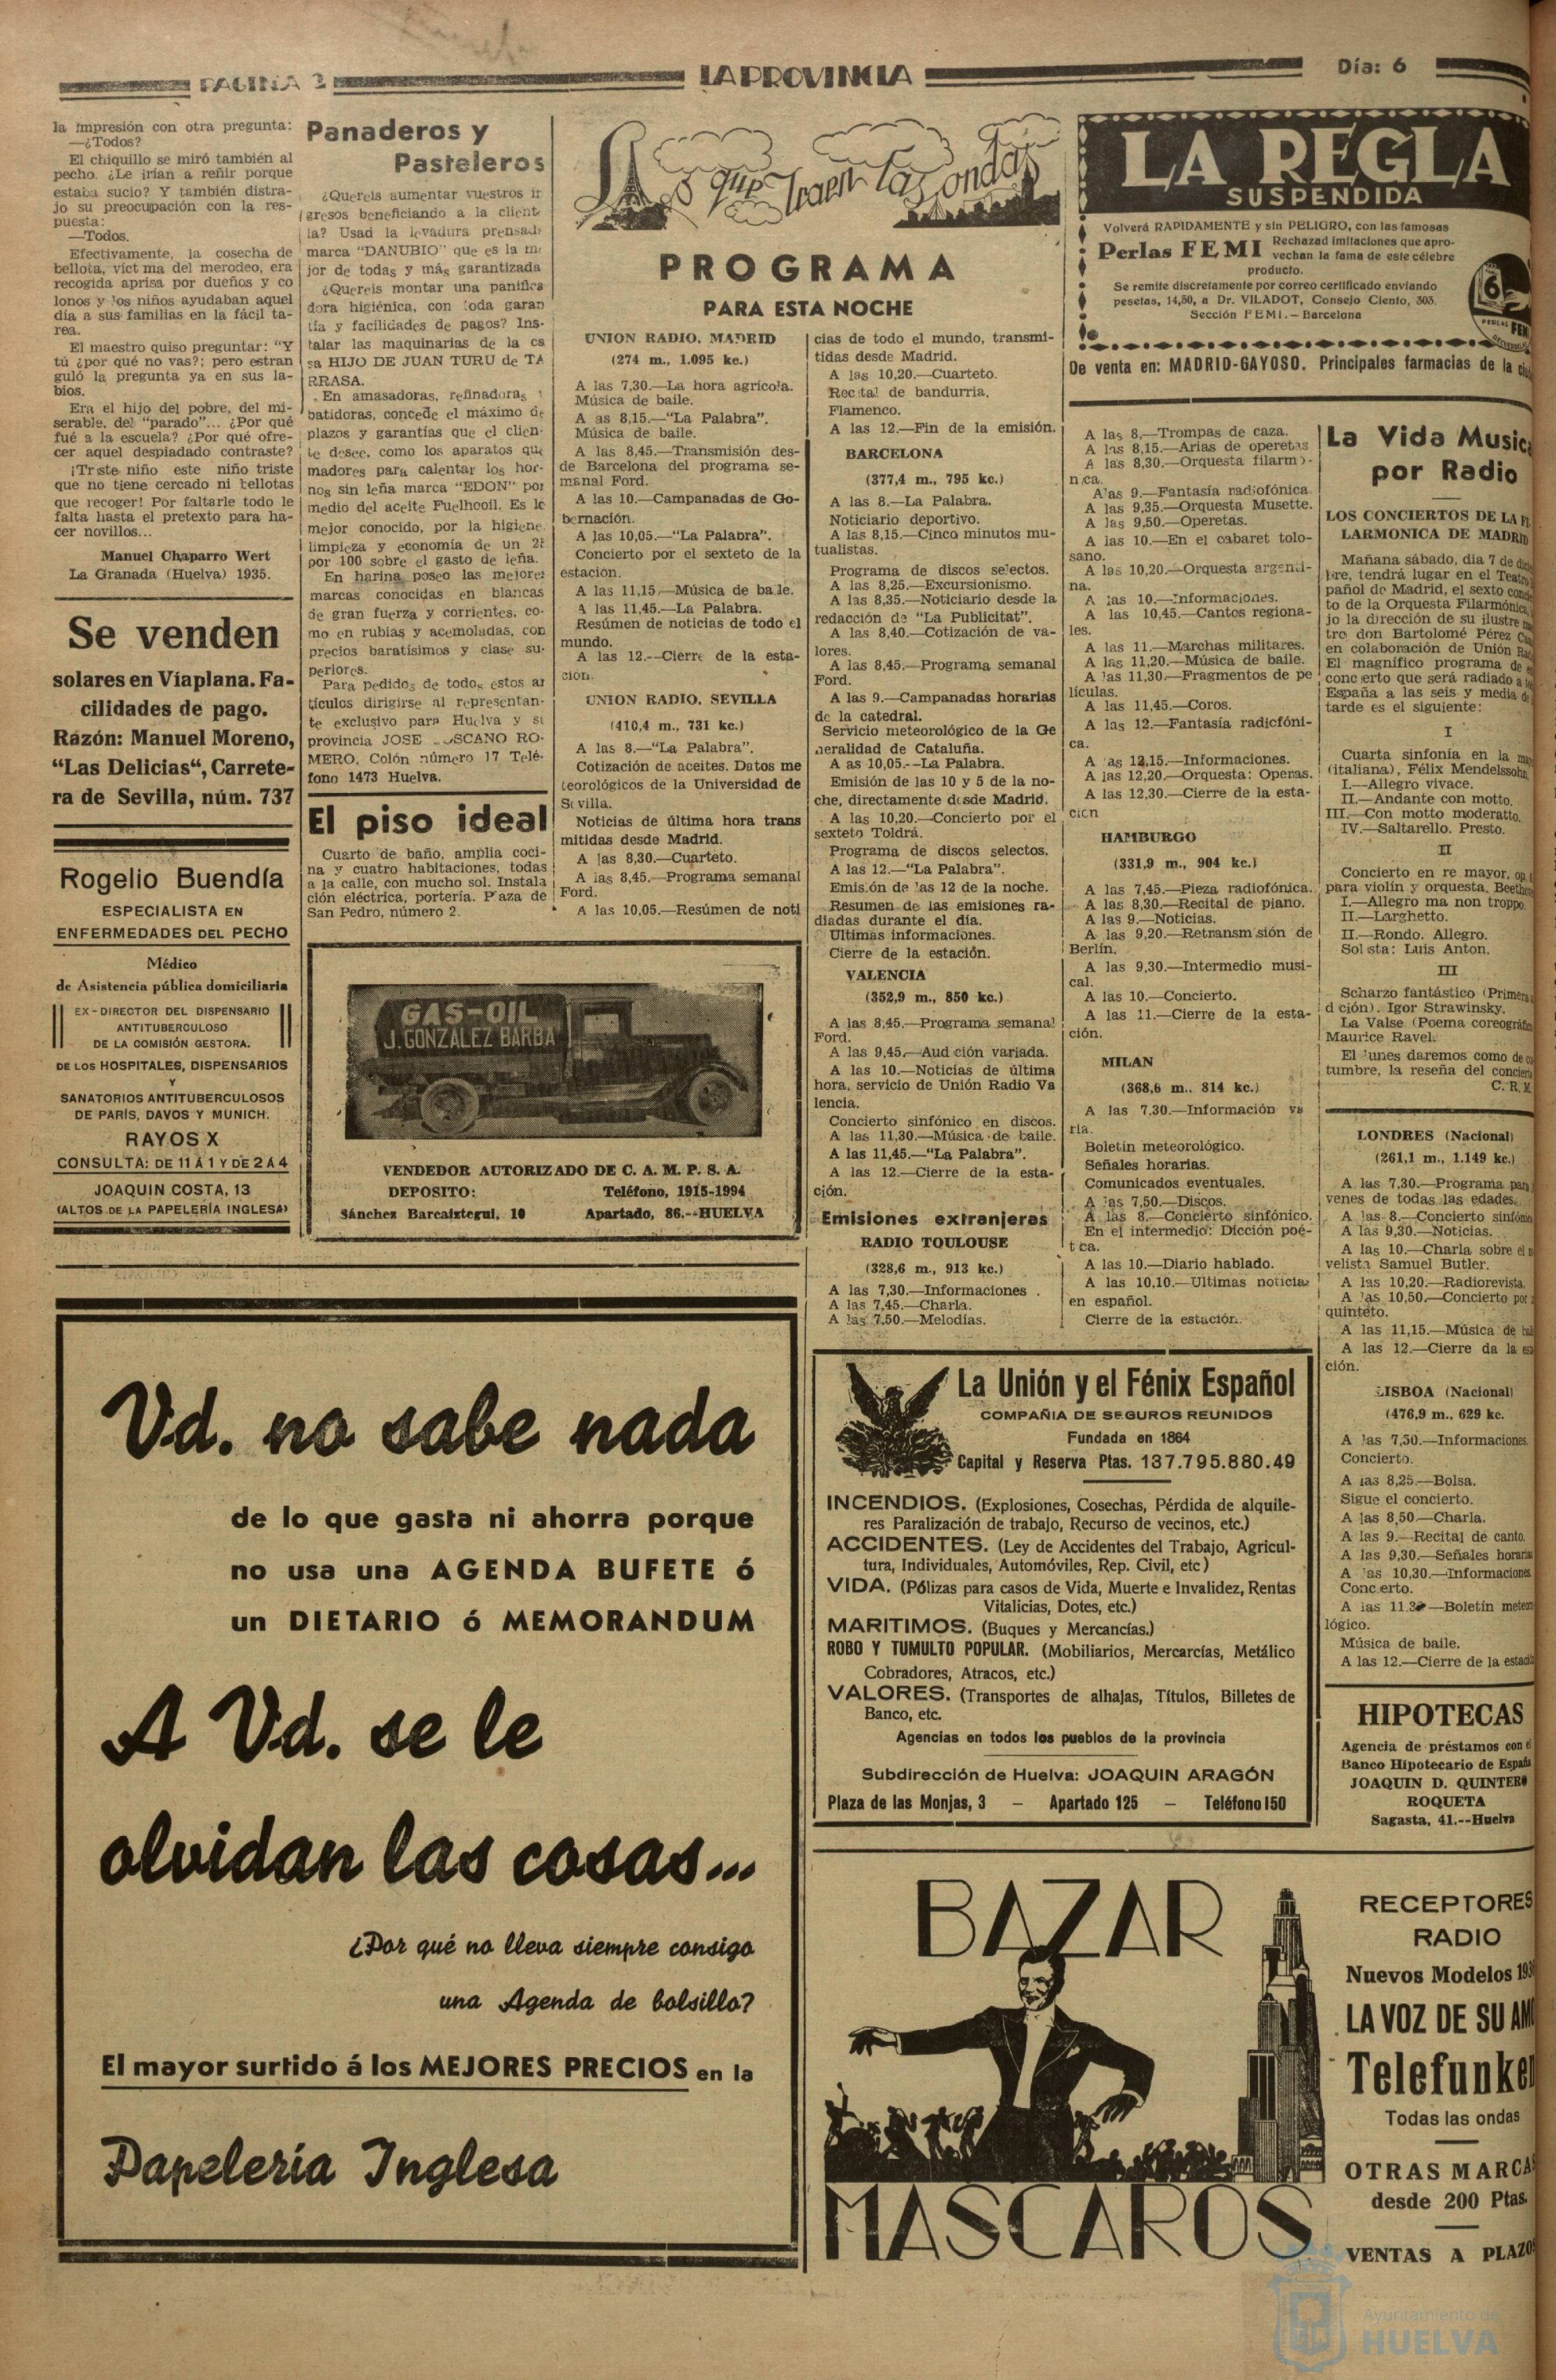 PAGINA 2
LA PROVINCIA
Día: 6
la impresión con otra pregunta:
—¿Todos?
El chiquillo se miró también al
pecho. ¿Le irían a reñir porque
estaba sucio? Y también distra-
jo su preocupación con la res-
puesta:
—Todos.
Efectivamente, la cosecha de
bellota, víct ma del merodeo, era
recogida aprisa por dueños y co
lonos y los niños ayudaban aquel
día a sus familias en la fácil ta-
rea.
El maestro quiso preguntar: "Y
tú ¿por qué no vas?; pero estran
guló la pregunta ya en sus la-
bios.
Era el hijo del pobre, del mi-
serable, del "parado"... ¿Por qué
fué a la escuela? ¿Por qué ofre-
cer aquel despiadado contraste?
¡Triste niño este niño triste
que no tiene cercado ni bellotas
que recoger! Por faltarle todo le
falta hasta el pretexto para ha-
cer novillos...
Manuel Chaparro Wert
La Granada (Huelva) 1935.
Se venden
solares en Víaplana. Fa-
cilidades de pago.
Razón: Manuel Moreno,
"Las Delicias", Carrete-
ra de Sevilla, núm. 737
Rogelio Buendía
ESPECIALISTA EN
ENFERMEDADES DEL PECHO
Médico
de Asistencia pública domiciliaria
EX-DIRECTOR DEL DISPENSARIO
ANTITUBERCULOSO
DE LA COMISIÓN GESTORA.
DE LOS HOSPITALES, DISPENSARIOS
Y
SANATORIOS ANTITUBERCULOSOS
DE PARÍS, DAVOS Y MUNICH.
RAYOS X
CONSULTA: DE 11 Á 1 Y DE 2 Á 4
JOAQUIN COSTA, 13
(ALTOS DE LA PAPELERÍA INGLESA)
Panaderos y
Pasteleros
¿Quereis aumentar vuestros in
gresos beneficiando a la client
la? Usad la levadura prensad
marca "DANUBIO" que es la me
jor de todas y más garantizada
¿Quereis montar una panifica
dora higiénica, con toda garan
tía y facilidades de pagos? Ins-
talar las maquinarias de la ca
sa HIJO DE JUAN TURU de TA
RRASA.
En amasadoras, refinadoras y
batidoras, concede el máximo de
plazos y garantías que el clien-
te desee, como los aparatos que
madores para calentar los hor-
nos sin leña marca "EDON" por
medio del aceite Fuelhcoil. Es lo
mejor conocido, por la higiene,
limpieza y economía de un 25
por 100 sobre el gasto de leña.
En harina poseo las mejores
marcas conocidas en blancas
de gran fuerza y corrientes, co-
mo en rubias y acemoladas, con
precios baratísimos y clase su-
periores.
Para pedidos de todos estos ar
tículos dirigirse al representan-
te exclusivo para Huelva y su
provincia JOSE OSCANO RO-
MERO, Colón número 17 Telé-
fono 1473 Huelva.
El piso ideal
Cuarto de baño, amplia coci-
na y cuatro habitaciones, todas
a la calle, con mucho sol. Instala
ción eléctrica, portería. P'aza de
San Pedro, número 2.
GAS-OIL
J. GONZALEZ BARBA
VENDEDOR AUTORIZADO DE C. A. M. P. S. A.
DEPOSITO: Teléfono, 1915-1994
Sánchez Barcaiztegui, 10 Apartado, 86.--HUELVA
Lo que traen las ondas
PROGRAMA
PARA ESTA NOCHE
UNION RADIO, MADRID
(274 m., 1.095 kc.)
A las 7,30.—La hora agrícola.
Música de baile.
A as 8,15.—"La Palabra".
Música de baile.
A las 8,45.—Transmisión des-
de Barcelona del programa se-
manal Ford.
A las 10.—Campanadas de Go-
bernación.
A las 10,05.—"La Palabra".
Concierto por el sexteto de la
estacion.
A las 11,15.—Música de baile.
A las 11,45.—La Palabra.
Resúmen de noticias de todo el
mundo.
A las 12.--Cierre de la esta-
ción.
UNION RADIO, SEVILLA
(410,4 m., 731 kc.)
A las 8.—"La Palabra".
Cotización de aceites. Datos me
teorológicos de la Universidad de
Sevilla.
Noticias de última hora trans
mitidas desde Madrid.
A las 8,30.—Cuarteto.
A las 8,45.—Programa semanal
Ford.
A las 10,05.—Resúmen de noti
cias de todo el mundo, transmi-
tidas desde Madrid.
A las 10,20.—Cuarteto.
Recital de bandurria.
Flamenco.
A las 12.—Fin de la emisión.
BARCELONA
(377,4 m., 795 kc.)
A las 8.—La Palabra.
Noticiario deportivo.
A las 8,15.—Cinco minutos mu-
tualistas.
Programa de discos selectos.
A las 8,25.—Excursionismo.
A las 8,35.—Noticiario desde la
redacción de "La Publicitat".
A las 8,40.—Cotización de va-
lores.
A las 8,45.—Programa semanal
Ford.
A las 9.—Campanadas horarias
de la catedral.
Servicio meteorológico de la Ge
neralidad de Cataluña.
A as 10,05.--La Palabra.
Emisión de las 10 y 5 de la no-
che, directamente desde Madrid.
A las 10,20.—Concierto por el
sexteto Toldrá.
Programa de discos selectos.
A las 12.—"La Palabra".
Emisión de las 12 de la noche.
Resumen de las emisiones ra-
diadas durante el día.
Ultimas informaciones.
Cierre de la estación.
VALENCIA
(352,9 m., 850 kc.)
A las 8,45.—Programa semanal
Ford.
A las 9,45.—Aud ción variada.
A las 10.—Noticias de última
hora, servicio de Unión Radio Va
lencia.
Concierto sinfónico en discos.
A las 11,30.—Música de baile.
A las 11,45.—"La Palabra".
A las 12.—Cierre de la esta-
ción.
Emisiones extranjeras
RADIO TOULOUSE
(328,6 m., 913 kc.)
A las 7,30.—Informaciones.
A las 7,45.—Charla.
A las 7,50.—Melodías.
LA REGLA
SUSPENDIDA
Volverá RAPIDAMENTE y sin PELIGRO, con las famosas
Perlas FEMI Rechazad imitaciones que apro-
vechan la fama de este célebre
producto.
Se remite discretamente por correo certificado enviando
pesetas, 14,50, a Dr. VILADOT, Consejo Ciento, 303.
Sección FEMI.—Barcelona
6
PERLAS FEMI
De venta en: MADRID-GAYOSO. Principales farmacias de la
A las 8.—Trompas de caza.
A las 8,15.—Arias de operetas
A las 8,30.—Orquesta filarmó-
nica.
A'as 9.—Fantasía radiofónica.
A las 9,35.—Orquesta Musette.
A las 9,50.—Operetas.
A las 10.—En el cabaret tolo-
sano.
A las 10,20.—Orquesta argenti-
na.
A las 10.—Informaciones.
A las 10,45.—Cantos regiona-
les.
A las 11.—Marchas militares.
A las 11,20.—Música de baile.
A las 11,30.—Fragmentos de pe
lículas.
A las 11,45.—Coros.
A las 12.—Fantasía radiofóni-
ca.
A as 12,15.—Informaciones.
A las 12,20.—Orquesta: Operas.
A las 12,30.—Cierre de la esta-
ción
HAMBURGO
(331,9 m., 904 kc.)
A las 7,45.—Pieza radiofónica.
A las 8,30.—Recital de piano.
A las 9.—Noticias.
A las 9,20.—Retransmisión de
Berlín.
A las 9,30.—Intermedio musi-
cal.
A las 10.—Concierto.
A las 11.—Cierre de la esta-
ción.
MILAN
(368,6 m.. 814 kc.)
A las 7,30.—Información va
ria.
Boletín meteorológico.
Señales horarias.
Comunicados eventuales.
A las 7,50.—Discos.
A las 8.—Concierto sinfónico.
En el intermedio: Dicción poé-
tica.
A las 10.—Diario hablado.
A las 10,10.—Ultimas noticias
en español.
Cierre de la estación.
La Vida Music
por Radio
LOS CONCIERTOS DE LA FI
LARMONICA DE MADRID
Mañana sábado, día 7 de
bre, tendrá lugar en el Teatro
pañol de Madrid, el sexto
to de la Orquesta Filarmónica,
jo la dirección de su ilustre
tro don Bartolomé Pérez
en colaboración de Unión
El magnífico programa de
concierto que será radiado a
España a las seis y media de
tarde es el siguiente:
I
Cuarta sinfonía en la
(italiana), Félix Mendelssohn.
I.—Allegro vivace.
II.—Andante con motto.
III.—Con motto moderatto.
IV.—Saltarello. Presto.
II
Concierto en re mayor, op.
para violín y orquesta,
I.—Allegro ma non troppo.
II.—Larghetto.
II.—Rondo. Allegro.
Solista: Luis Anton.
III
Scharzo fantástico (Primera
d ción). Igor Strawinsky.
La Valse (Poema
Maurice Ravel.
El lunes daremos como de
tumbre, la reseña del concierto
C. R. M.
LONDRES (Nacional)
(261,1 m., 1.149 kc.)
A las 7,30.—Programa para
venes de todas las edades.
A las 8.—Concierto
A las 9,30.—Noticias.
A las 10.—Charla sobre el
velista Samuel Butler.
A las 10,20.—Radiorevista.
A las 10,50.—Concierto por
quinteto.
A las 11,15.—Música de
A las 12.—Cierre da la
ción.
LISBOA (Nacional)
(476,9 m., 629 kc.
A las 7,50.—Informaciones.
Concierto.
A las 8,25.—Bolsa.
Sigue el concierto.
A las 8,50.—Charla.
A las 9.—Recital de canto.
A las 9,30.—Señales
A las 10,30.—Informaciones
Concierto.
A las —Boletín
lógico.
Música de baile.
A las 12.—Cierre de la
Vd. no sabe nada
de lo que gasta ni ahorra porque
no usa una AGENDA BUFETE ó
un DIETARIO ó MEMORANDUM
A Vd. se le
olvidan las cosas...
¿Por qué no lleva siempre consigo
una Agenda de bolsillo?
El mayor surtido á los MEJORES PRECIOS en la
Papelería Inglesa
La Unión y el Fénix Español
COMPAÑIA DE SEGUROS REUNIDOS
Fundada en 1864
Capital y Reserva Ptas. 137.795.880.49
INCENDIOS. (Explosiones, Cosechas, Pérdida de alquile-
res Paralización de trabajo, Recurso de vecinos, etc.)
ACCIDENTES. (Ley de Accidentes del Trabajo, Agricul-
tura, Individuales, Automóviles, Rep. Civil, etc)
VIDA. (Pólizas para casos de Vida, Muerte e Invalidez, Rentas
Vitalicias, Dotes, etc.)
MARITIMOS. (Buques y Mercancías.)
ROBO Y TUMULTO POPULAR. (Mobiliarios, Mercarcías, Metálico
Cobradores, Atracos, etc.)
VALORES. (Transportes de alhajas, Títulos, Billetes de
Banco, etc.
Agencias en todos los pueblos de la provincia
Subdirección de Huelva: JOAQUIN ARAGÓN
Plaza de las Monjas, 3 — Apartado 125 — Teléfono 150
HIPOTECAS
Agencia de préstamos con el
Banco Hipotecario de España
JOAQUIN D. QUINTERO
ROQUETA
Sagasta, 41.--Huelva
BAZAR
MASCAROS
RECEPTORES
RADIO
Nuevos Modelos
LA VOZ DE SU AMO
Telefunken
Todas las ondas
OTRAS MARCAS
desde 200 Ptas.
VENTAS A PLAZOS
Ayuntamiento de
HUELVA